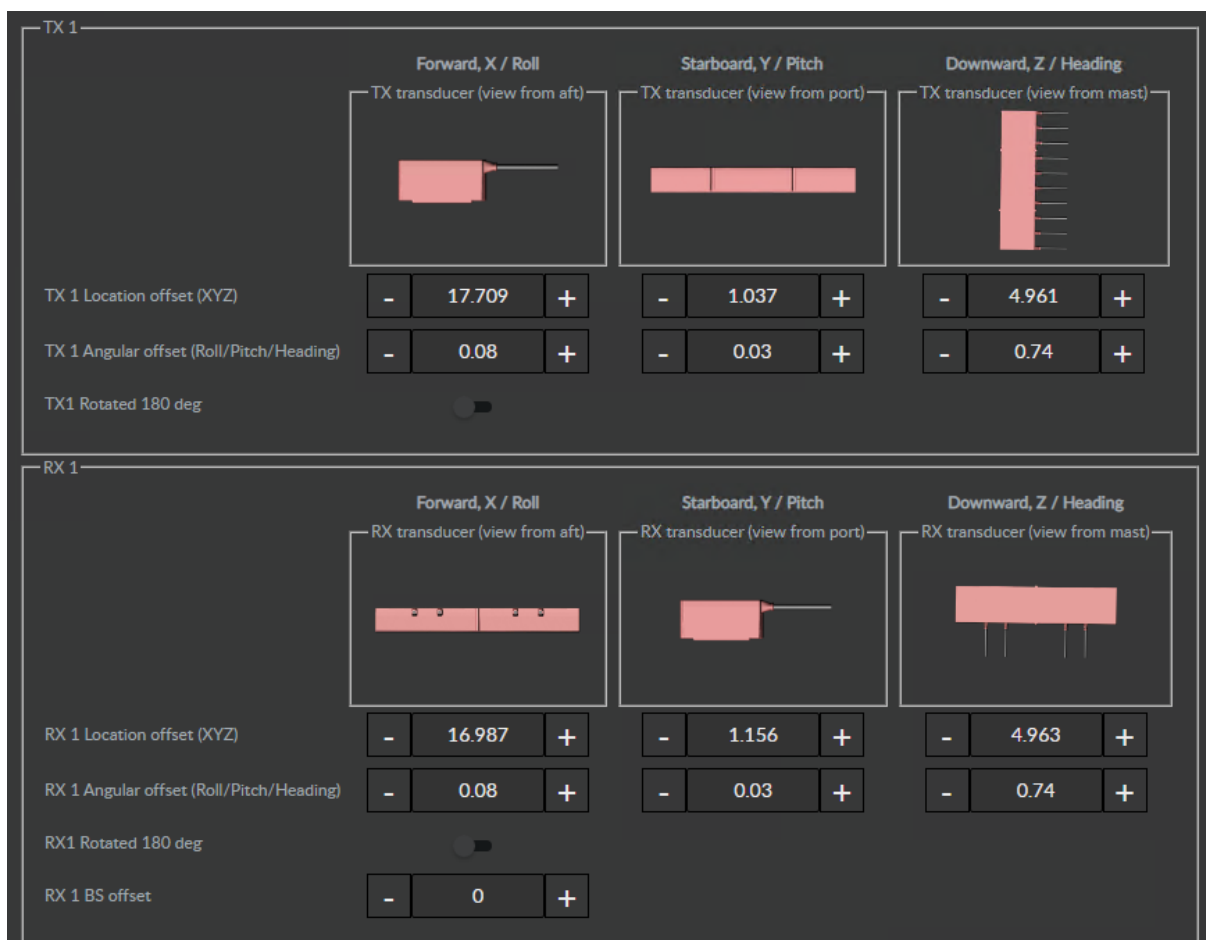 TX 1
Forward, X / Roll Starboard, Y / Pitch Downward, Z / Heading
TX transducer (view from aft) TX transducer (view from port) TX transducer (view from mast)
TX 1 Location offset (XYZ) - 17.709 + - 1.037 + - 4.961 +
TX 1 Angular offset (Roll/Pitch/Heading) - 0.08 + - 0.03 + - 0.74 +
TX1 Rotated 180 deg
RX 1
Forward, X / Roll Starboard, Y / Pitch Downward, Z / Heading
RX transducer (view from aft) RX transducer (view from port) RX transducer (view from mast)
RX 1 Location offset (XYZ) - 16.987 + - 1.156 + - 4.963 +
RX 1 Angular offset (Roll/Pitch/Heading) - 0.08 + - 0.03 + - 0.74 +
RX1 Rotated 180 deg
RX 1 BS offset - 0 +